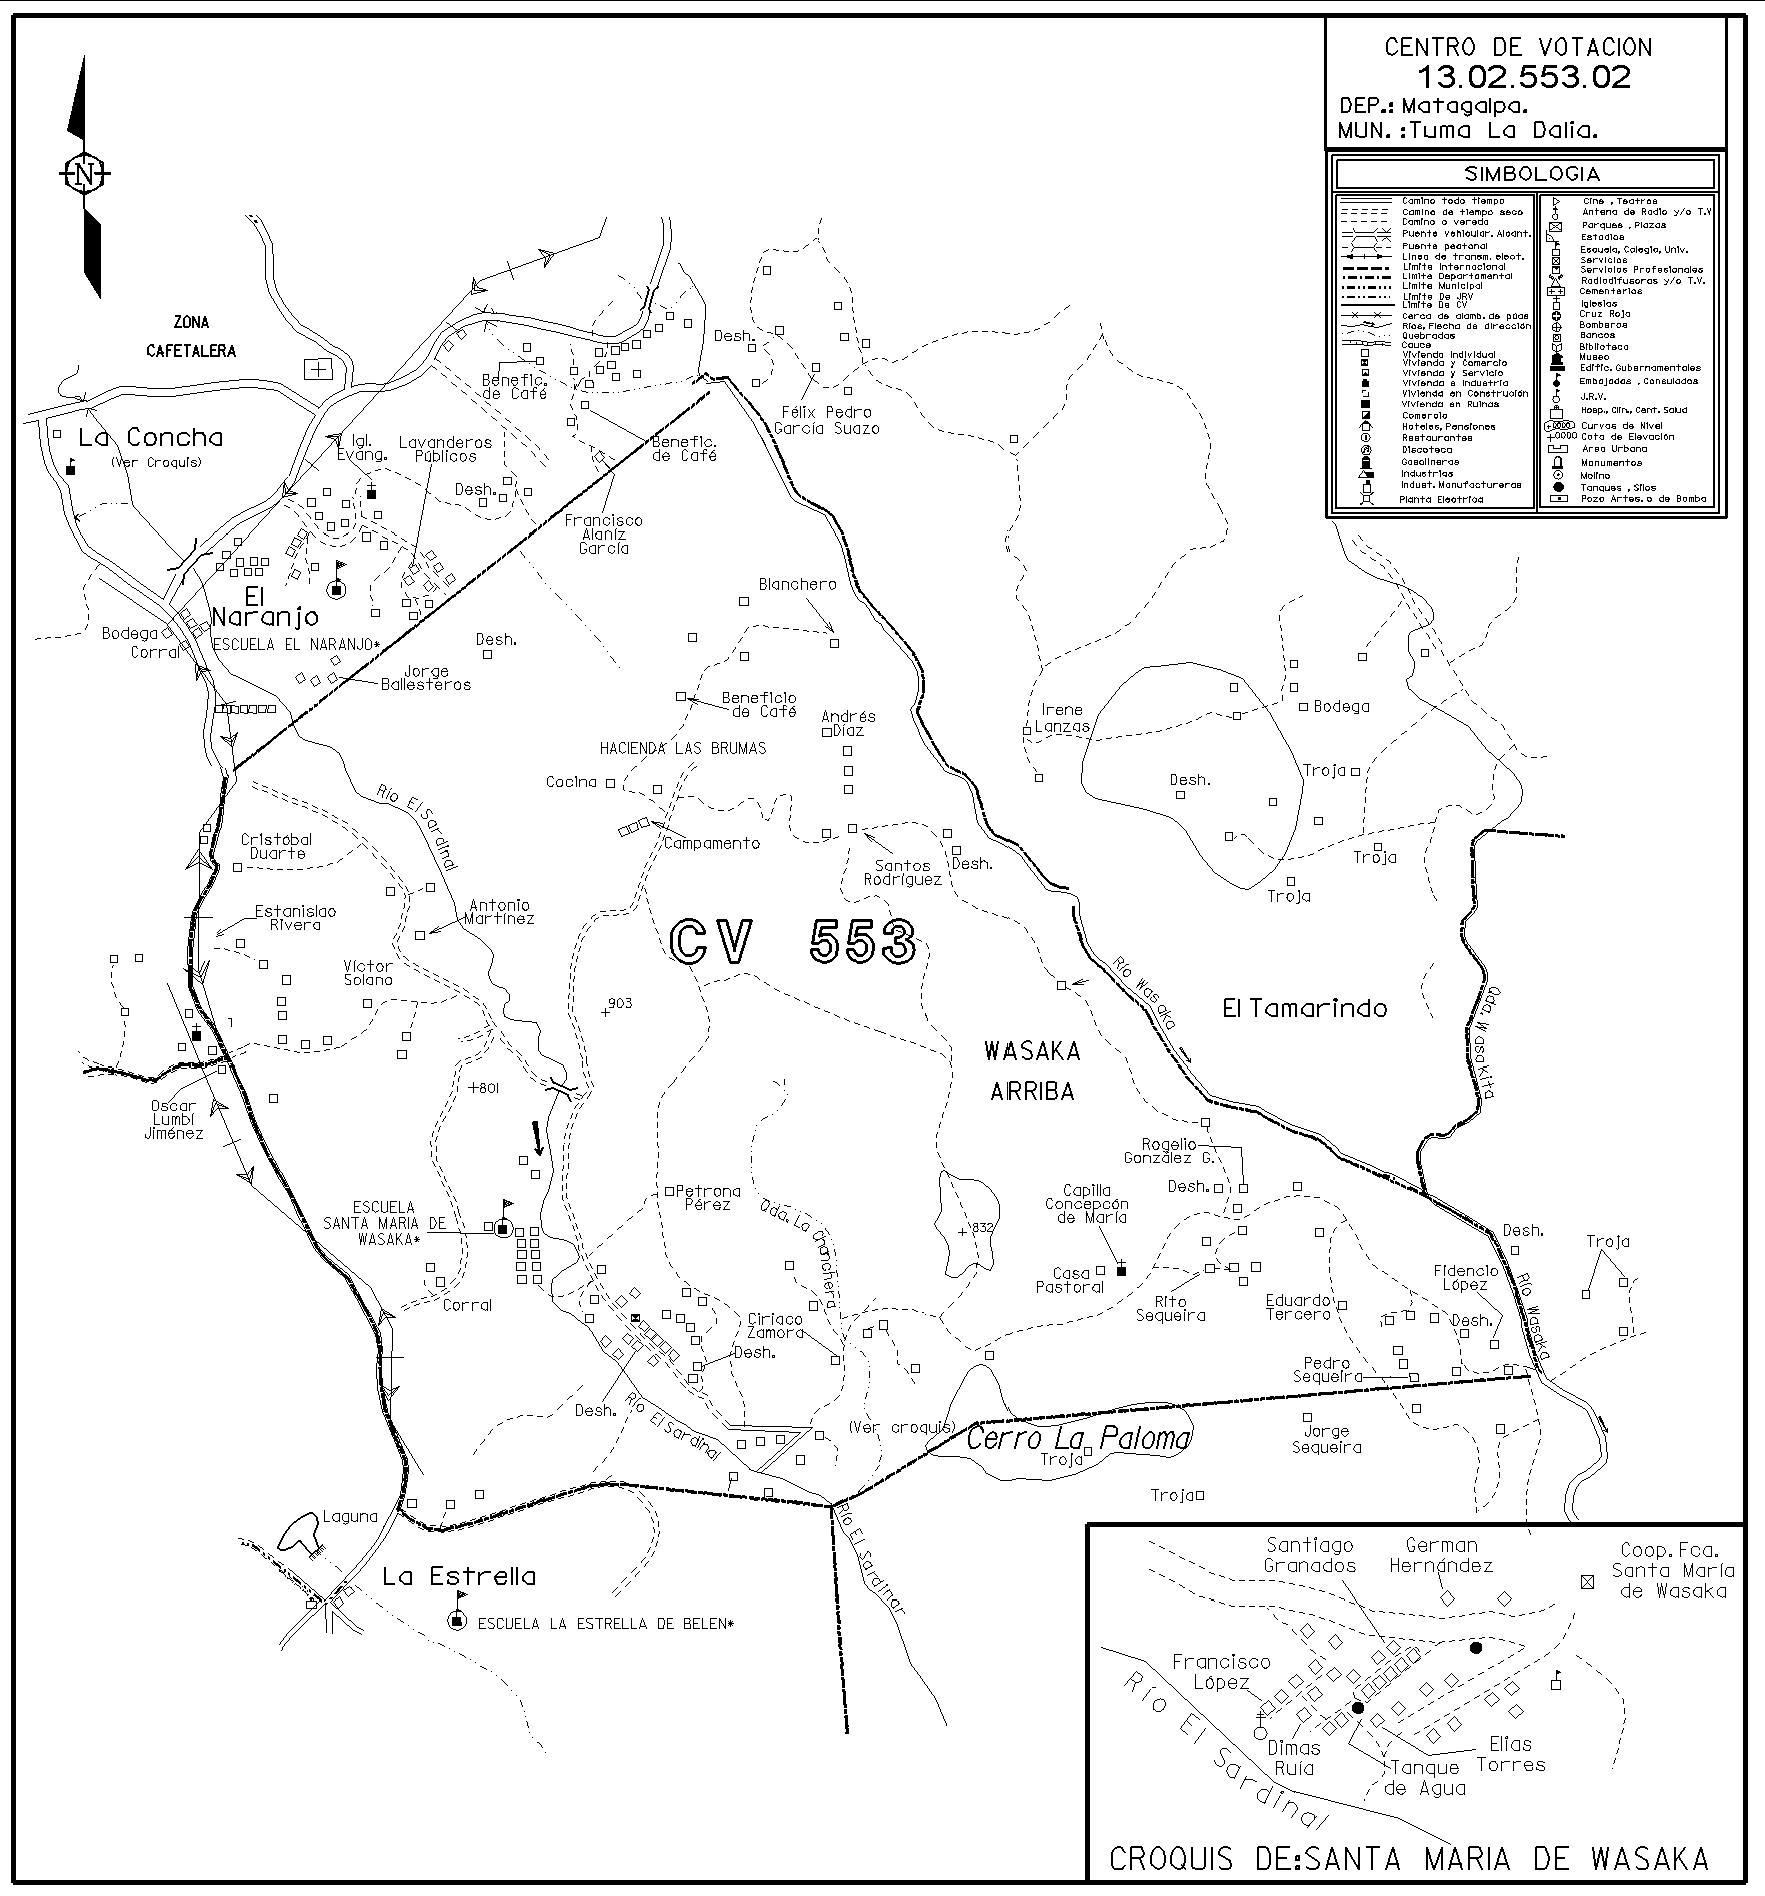 CENTRO DE VOTACION
13.02.553.02
DEP.: Matagalpa.
MUN. :Tuma La Dalia.
SIMBOLOGIA
Camino todo tiempo
Camino de tiempo seco
Camino o vereda
Puente vehicular. Alcant.
Puente peatonal
Linea de transm. elect.
Limite Internacional
Limite Departamental
Limite Municipal
Limite De JRV
Limite De CV
Cerca de alamb. de púas
Ríos, Flecha de dirección
Quebradas
Cauce
Vivienda Individual
Vivienda y Comercio
Vivienda y Servicio
Vivienda e Industria
Vivienda en Construción
Vivienda en Ruinas
Comercio
Hoteles, Pensiones
Restaurantes
Discoteca
Gasolineras
Industrias
Indust. Manufactureras
Planta Electrica
Cine , Teatros
Antena de Radio y/o T.V
Parques , Plazas
Estadios
Escuela, Colegio, Univ.
Servicios
Servicios Profesionales
Radiodifusoras y/o T.V.
Cementerios
Iglesias
Cruz Roja
Bomberos
Bancos
Biblioteca
Museo
Edific. Gubernamentales
Embajadas , Consulados
J.R.V.
Hosp., Clin., Cent. Salud
Curvas de Nivel
Cota de Elevación
Area Urbana
Monumentos
Molino
Tanques , Silos
Pozo Artes. o de Bomba
N
ZONA
CAFETALERA
La Concha
(Ver Croquis)
Igl.
Evang.
Lavanderos
Públicos
Desh.
Benefic.
de Café
Desh.
Félix Pedro
García Suazo
Benefic.
de Café
Francisco
Alaníz
García
El
Naranjo
ESCUELA EL NARANJO*
Bodega
Corral
Jorge
Ballesteros
Desh.
Blanchero
Beneficio
de Café
Andrés
Díaz
HACIENDA LAS BRUMAS
Cocina
Campamento
Santos
Rodríguez
Desh.
Irene
Lanzas
Bodega
Desh.
Troja
Troja
Troja
Río El Sardinal
Cristóbal
Duarte
Estanislao
Rivera
Antonio
Martínez
Víctor
Solano
CV 553
903
801
Río Wasaka
El Tamarindo
Qda. Wasakita
WASAKA
AIRRIBA
Oscar
Lumbí
Jiménez
ESCUELA
SANTA MARIA DE
WASAKA*
Corral
Petrona
Pérez
Qda. La Chanchera
832
Rogelio
González G.
Desh.
Capilla
Concepcón
de María
Casa
Pastoral
Rito
Sequeira
Eduardo
Tercero
Fidencio
López
Desh.
Desh.
Troja
Río Wasaka
Ciriaco
Zamora
Desh.
Desh.
Río El Sardinal
(Ver croquis)
Cerro La Paloma
Troja
Pedro
Sequeira
Jorge
Sequeira
Troja
Laguna
La Estrella
ESCUELA LA ESTRELLA DE BELEN*
Río El Sardinar
Santiago
Granados
German
Hernández
Coop. Fca.
Santa María
de Wasaka
Francisco
López
Río El Sardinal
Dimas
Ruía
Tanque
de Agua
Elias
Torres
CROQUIS DE:SANTA MARIA DE WASAKA